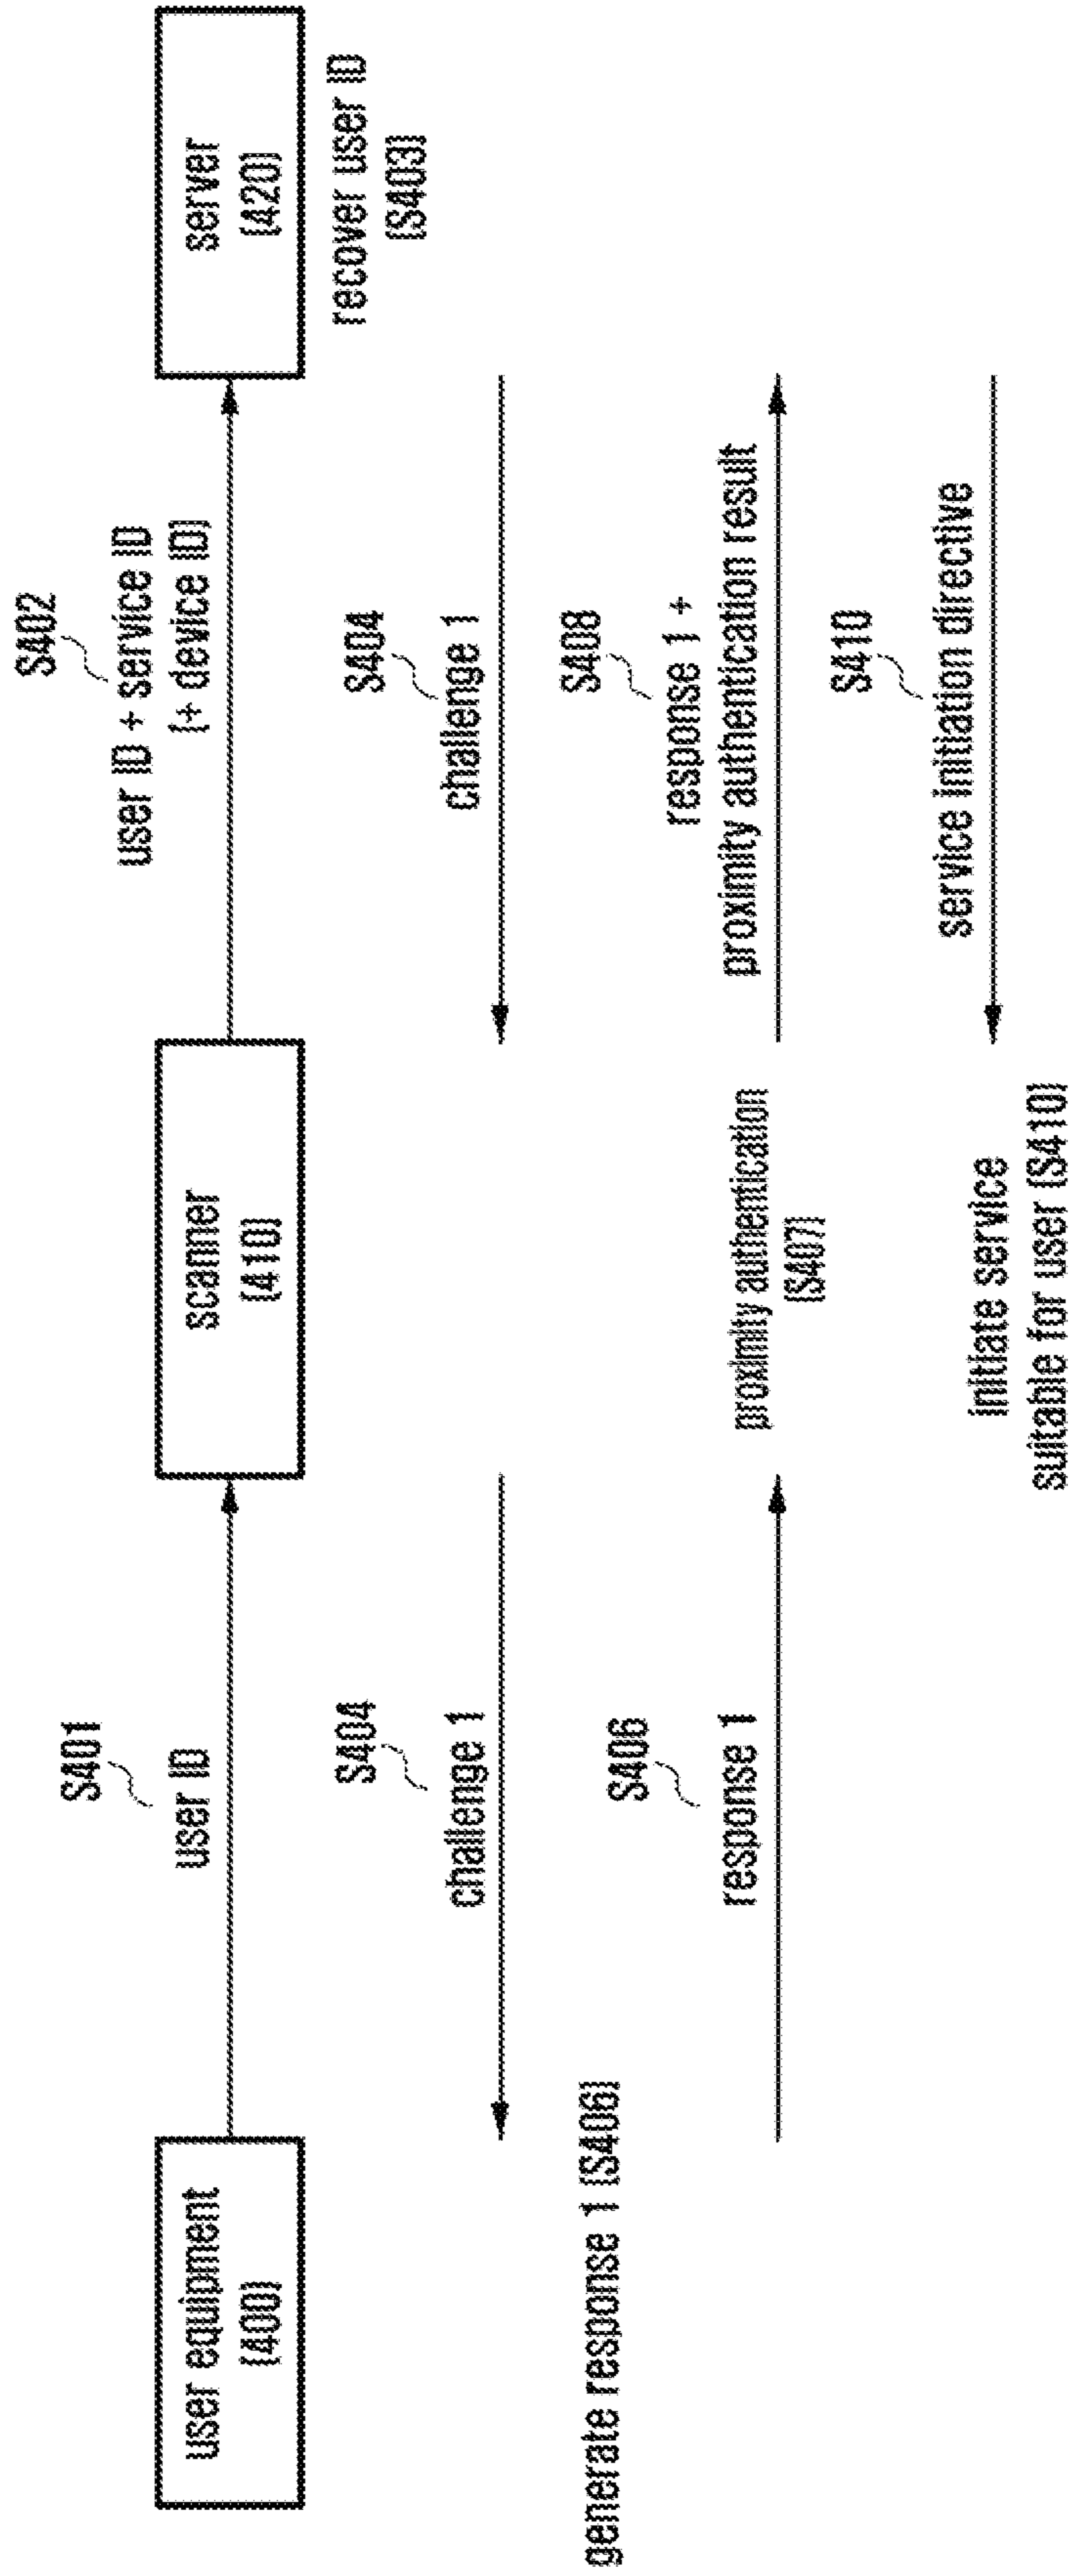 user equipment
(400)
S401
user ID
scanner
(410)
S402
user ID + service ID
(+ device ID)
server
(420)
recover user ID
(S403)
S404
challenge 1
S404
challenge 1
generate response 1 (S406)
S406
response 1
proximity authentication
(S407)
S408
response 1 +
proximity authentication result
S410
service initiation directive
initiate service
suitable for user (S410)